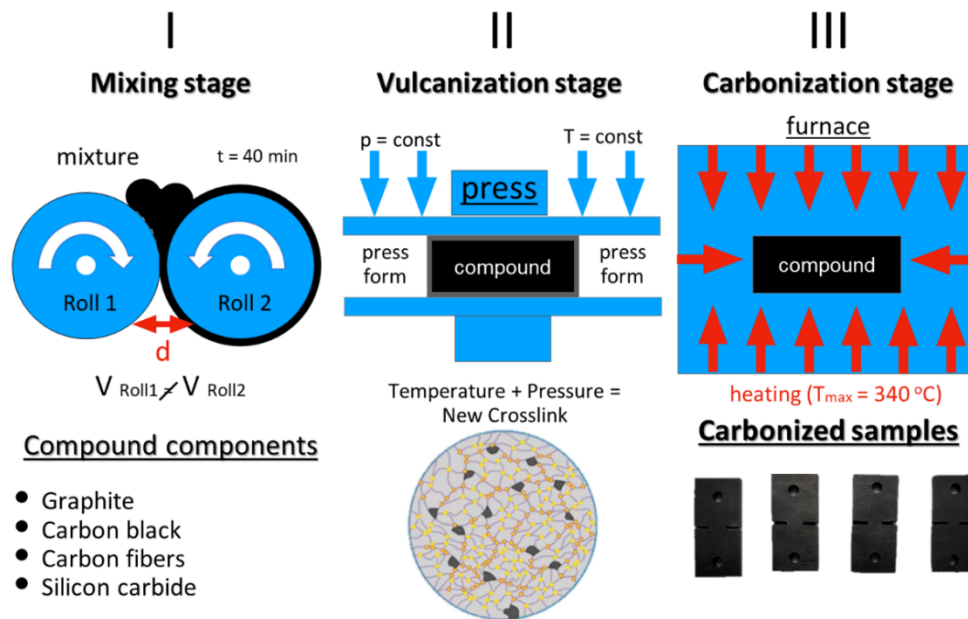 I
Mixing stage
mixture
t = 40 min
Roll 1
Roll 2
d
V Roll1 ≠ V Roll2
Compound components
• Graphite
• Carbon black
• Carbon fibers
• Silicon carbide
II
Vulcanization stage
p = const
T = const
press
press
form
compound
press
form
Temperature + Pressure =
New Crosslink
III
Carbonization stage
furnace
compound
heating (Tmax = 340 °C)
Carbonized samples